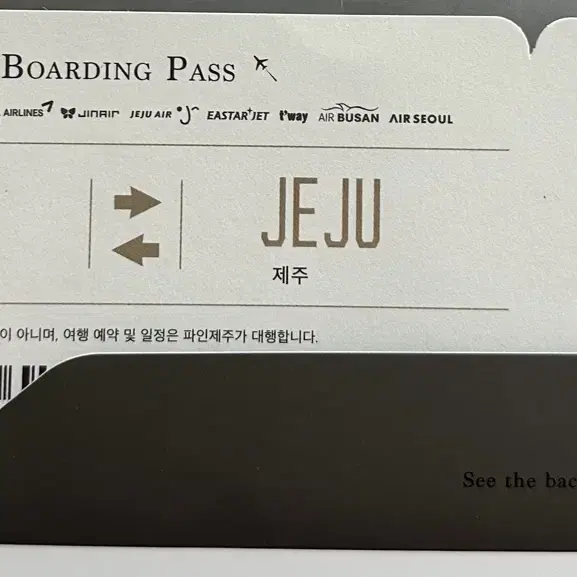 BOARDING PASS
AIRLINES JINAIR JEJU AIR EASTAR JET t'way AIR BUSAN AIR SEOUL
JEJU
제주
이 아니며, 여행 예약 및 일정은 파인제주가 대행합니다.
See the bac